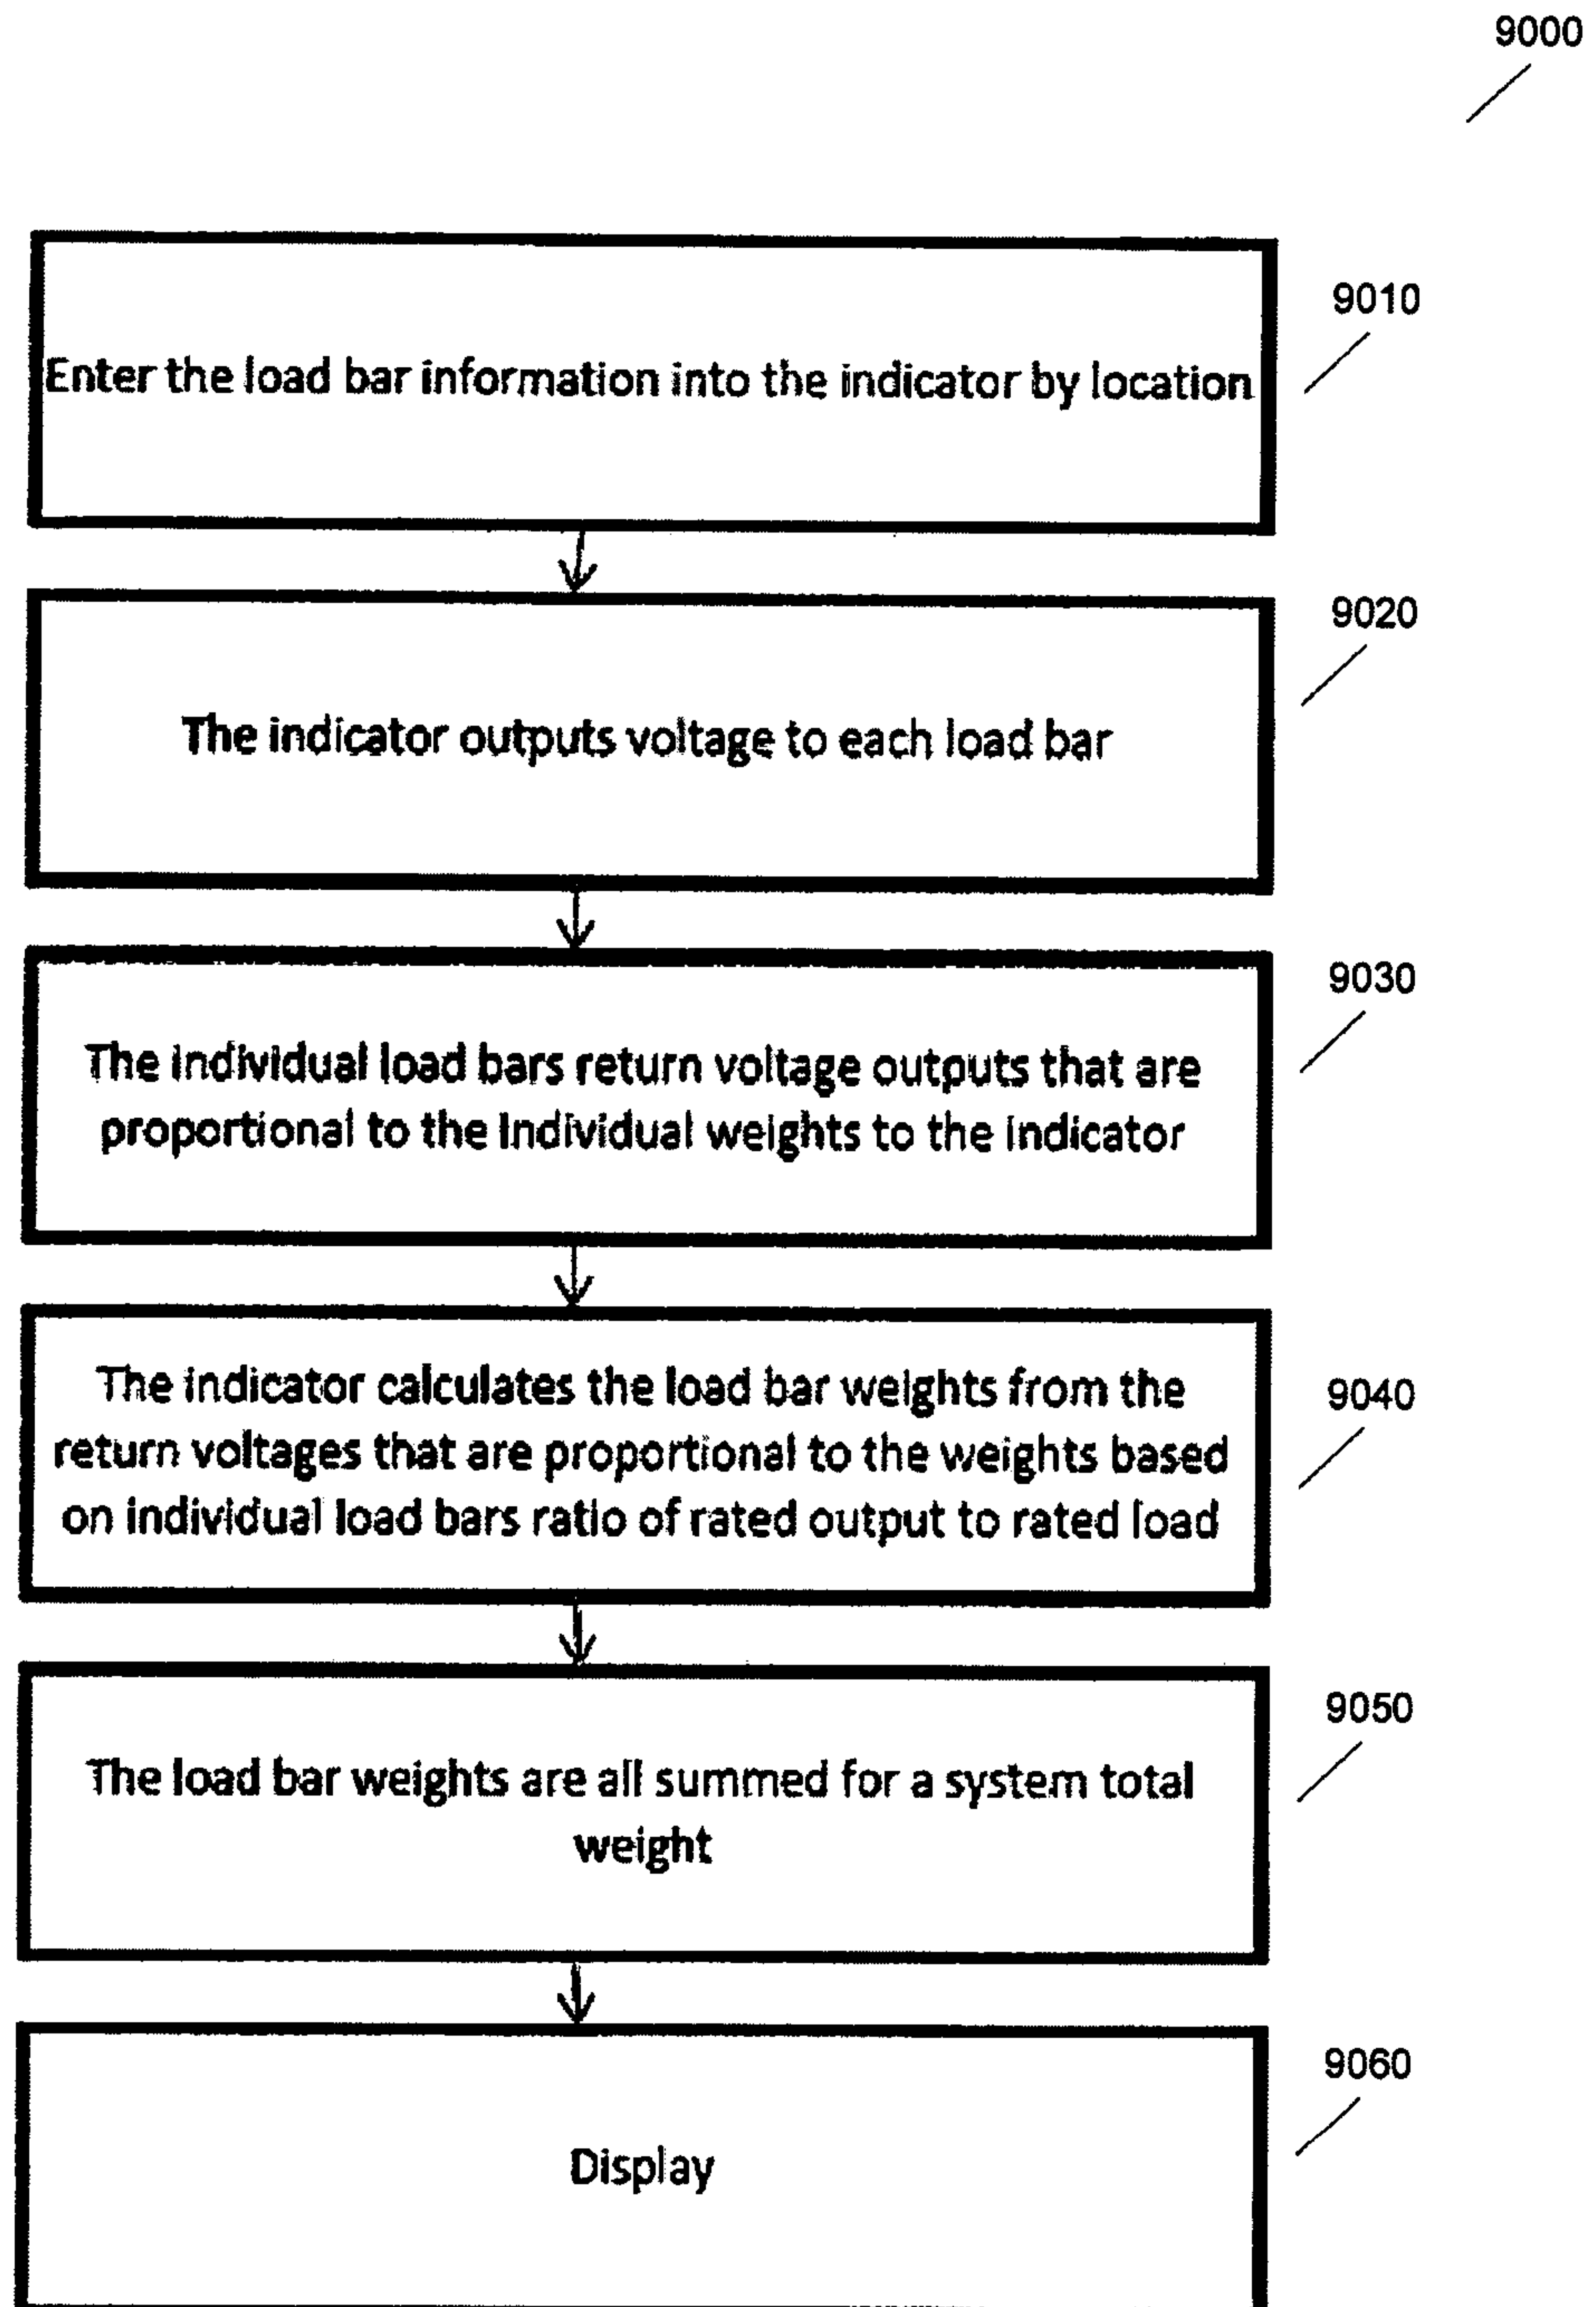 9000
9010
Enter the load bar information into the indicator by location
9020
The indicator outputs voltage to each load bar
9030
The individual load bars return voltage outputs that are
proportional to the individual weights to the indicator
9040
The indicator calculates the load bar weights from the
return voltages that are proportional to the weights based
on individual load bars ratio of rated output to rated load
9050
The load bar weights are all summed for a system total
weight
9060
Display